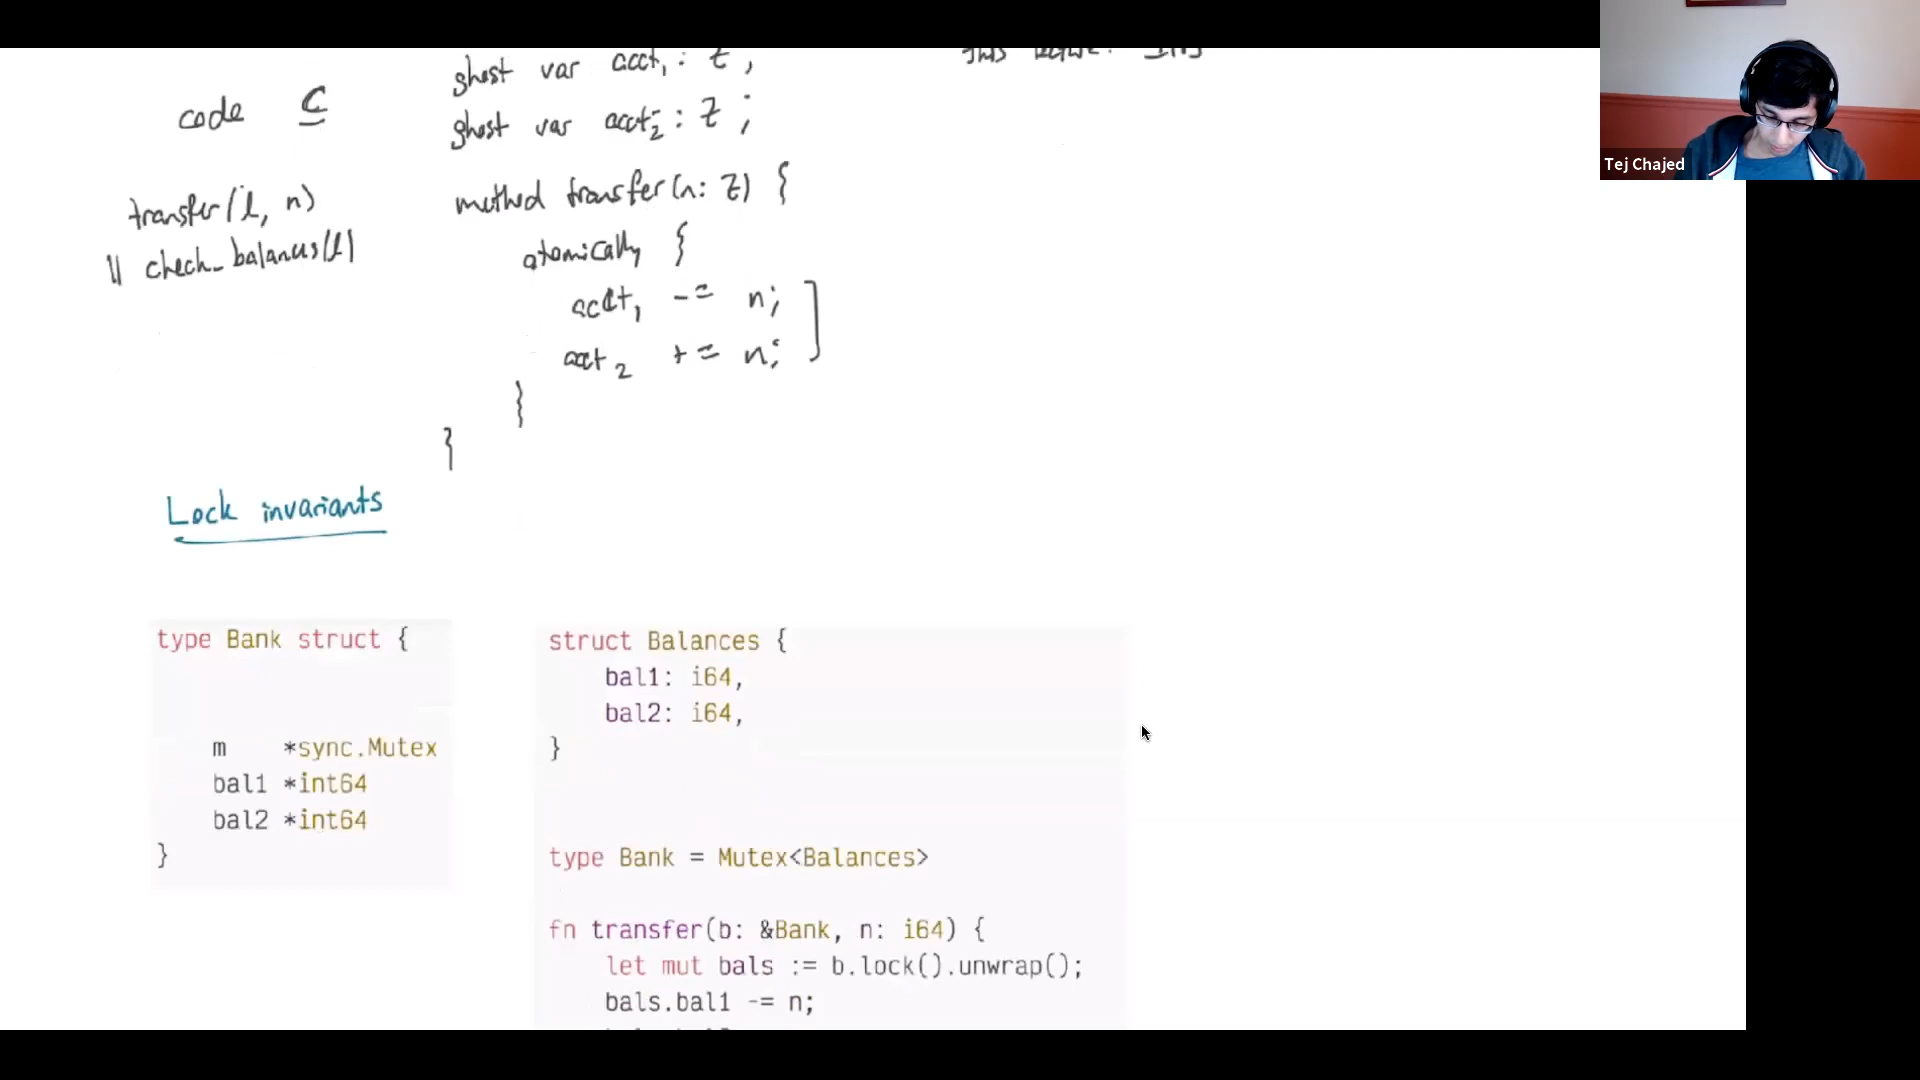 ghost var acct₁ : Z ;
code C
ghost var acct₂ : Z ;
transfer(l, n)
method transfer(n: Z) {
|| check_balances(l)
atomically {
acct₁ -= n;
acct₂ += n;
}
}
Lock invariants
type Bank struct {
m *sync.Mutex
bal1 *int64
bal2 *int64
}
struct Balances {
bal1: i64,
bal2: i64,
}
type Bank = Mutex<Balances>
fn transfer(b: &Bank, n: i64) {
let mut bals := b.lock().unwrap();
bals.bal1 -= n;
Tej Chajed